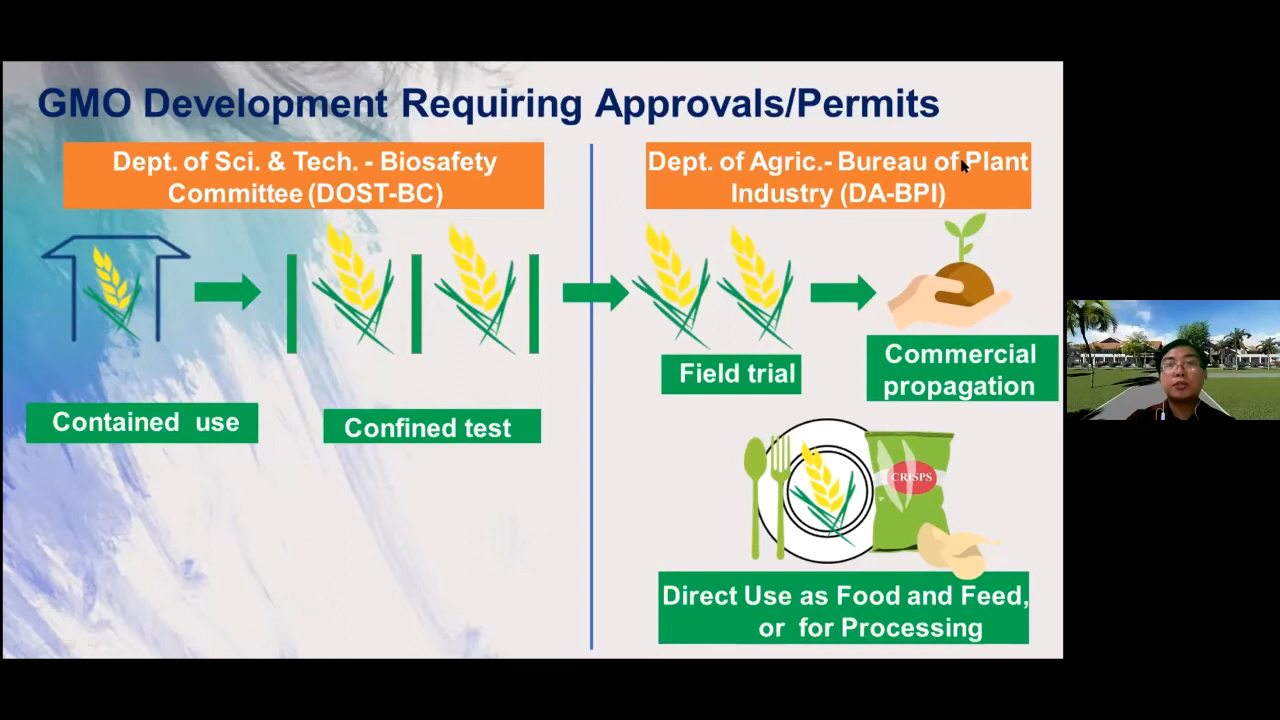 GMO Development Requiring Approvals/Permits
Dept. of Sci. & Tech. - Biosafety
Committee (DOST-BC)
Dept. of Agric.- Bureau of Plant
Industry (DA-BPI)
Contained use
Confined test
Field trial
Commercial
propagation
CRISPS
Direct Use as Food and Feed,
or for Processing